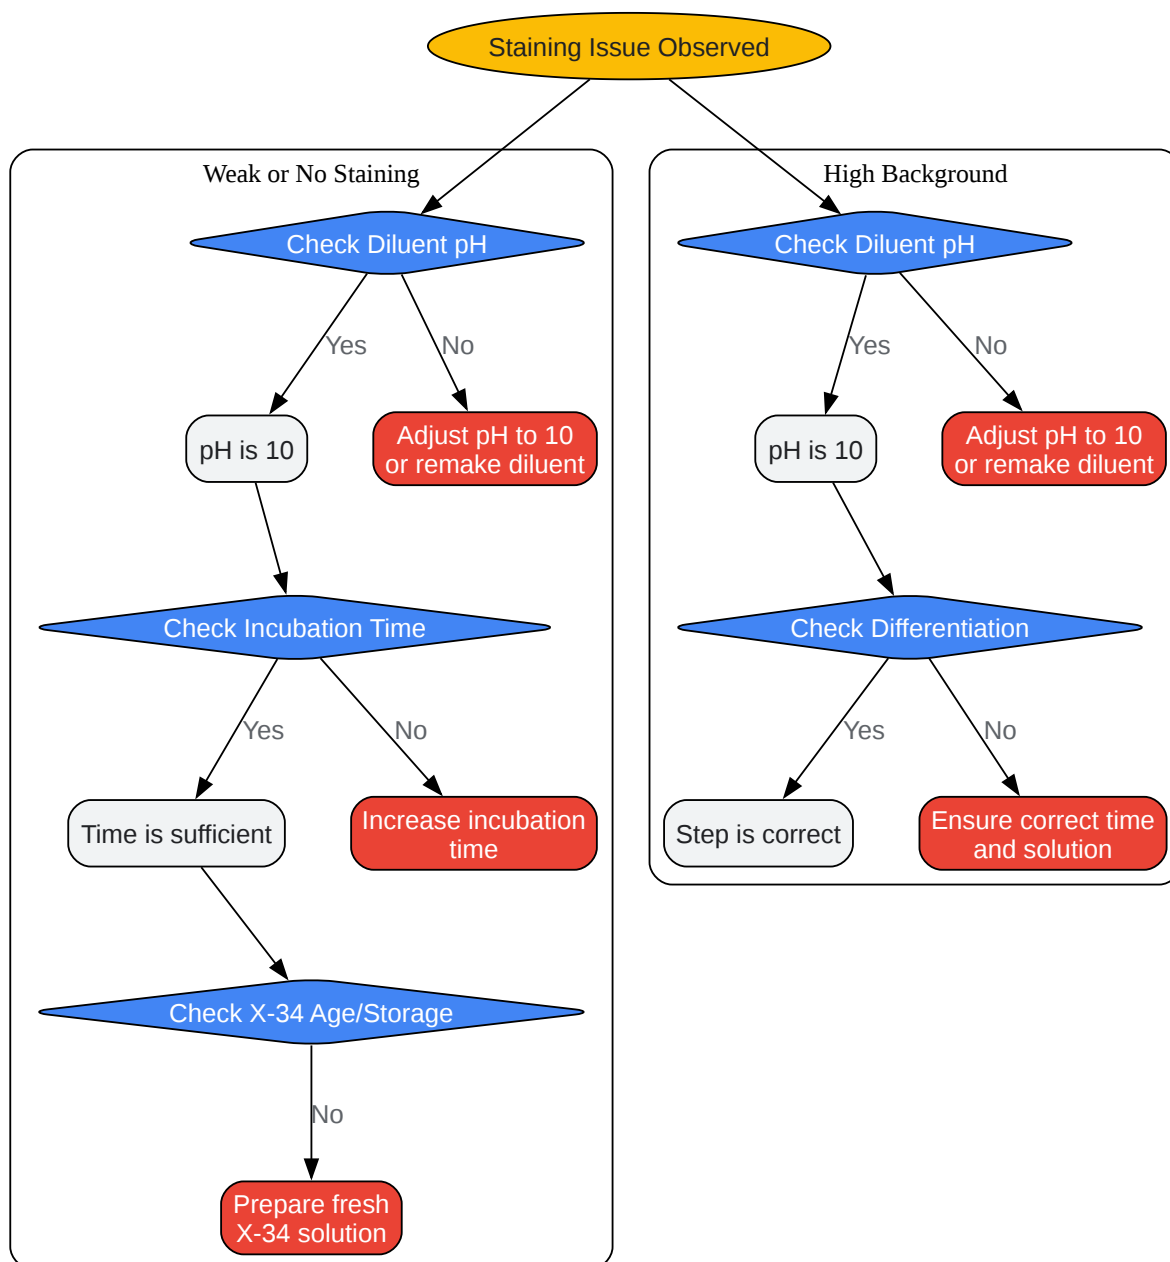 Staining Issue Observed
Weak or No Staining
High Background
Check Diluent pH
Check Diluent pH
Yes
No
Yes
No
pH is 10
Adjust pH to 10
or remake diluent
pH is 10
Adjust pH to 10
or remake diluent
Check Incubation Time
Check Differentiation
Yes
No
Yes
No
Time is sufficient
Increase incubation
time
Step is correct
Ensure correct time
and solution
Check X-34 Age/Storage
No
Prepare fresh
X-34 solution